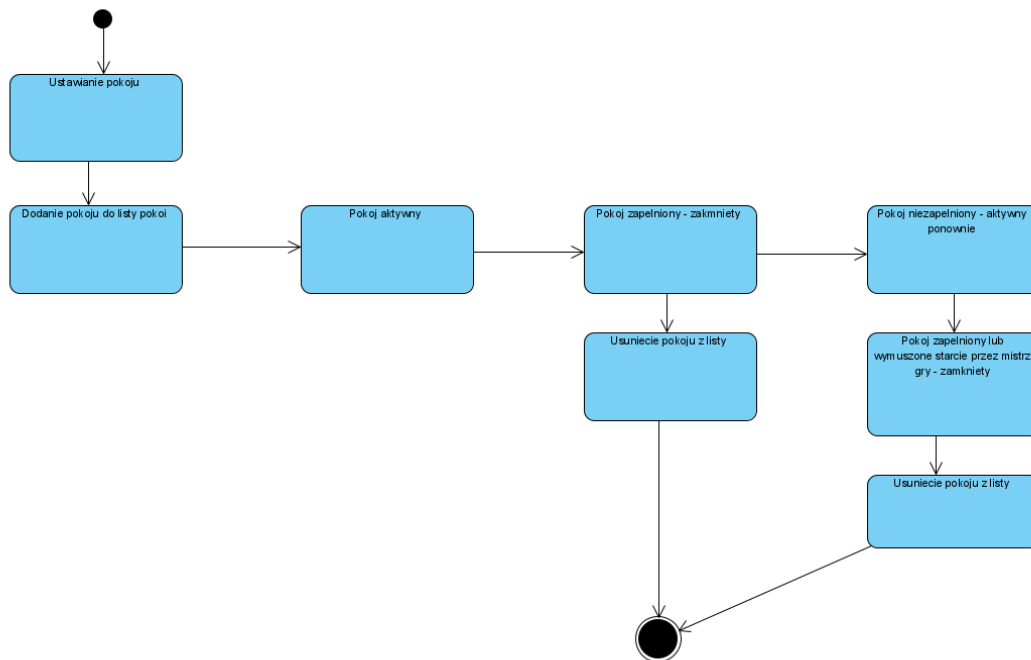 Ustawianie pokoju
Dodanie pokoju do listy pokoi
Pokoj aktywny
Pokoj zapelniony - zakmniety
Pokoj niezapelniony - aktywny
ponownie
Usuniecie pokoju z listy
Pokoj zapelniony lub
wymuszone starcie przez mistrz
gry - zamkniety
Usuniecie pokoju z listy